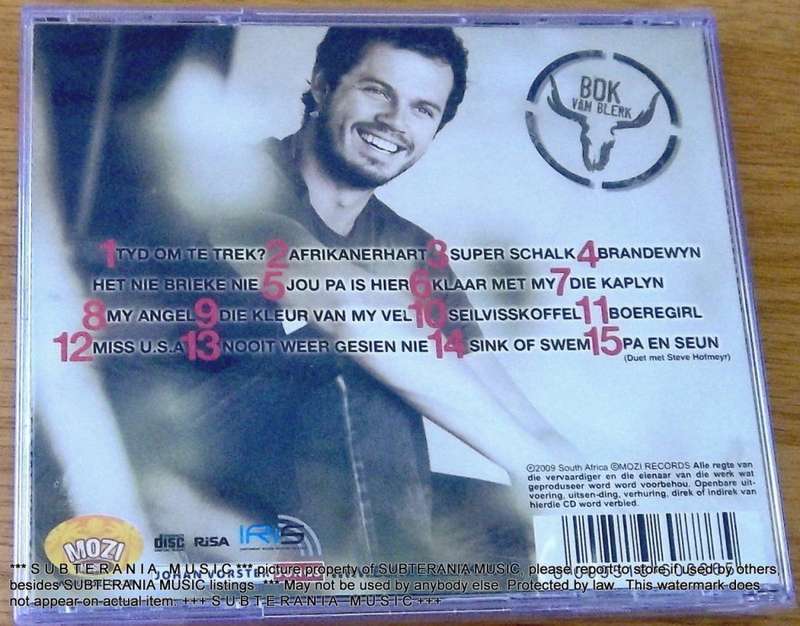 BOK
VAN BLERK
1 TYD OM TE TREK? 2 AFRIKANERHART 3 SUPER SCHALK 4 BRANDEWYN
HET NIE BRIEKE NIE 5 JOU PA IS HIER 6 KLAAR MET MY 7 DIE KAPLYN
8 MY ANGEL 9 DIE KLEUR VAN MY VEL 10 SEILVISSKOFFEL 11 BOEREGIRL
12 MISS U.S.A 13 NOOIT WEER GESIEN NIE 14 SINK OF SWEM 15 PA EN SEUN
(Duet met Steve Hofmeyr)
©2009 South Africa ©MOZI RECORDS Alle regte van
die vervaardiger en die eienaar van die werk wat
geproduseer word word voorbehou. Openbare uit-
voering, uitsen-ding, verhuring, direk of indirek van
hierdie CD word verbied.
MOZI
disc RiSA IRIS
JOHAN VORSTER
*** S U B T E R A N I A M U S I C *** picture property of SUBTERANIA MUSIC, please report to store if used by others
besides SUBTERANIA MUSIC listings *** May not be used by anybody else. Protected by law. This watermark does
not appear on actual item. +++ S U B T E R A N I A M U S I C +++